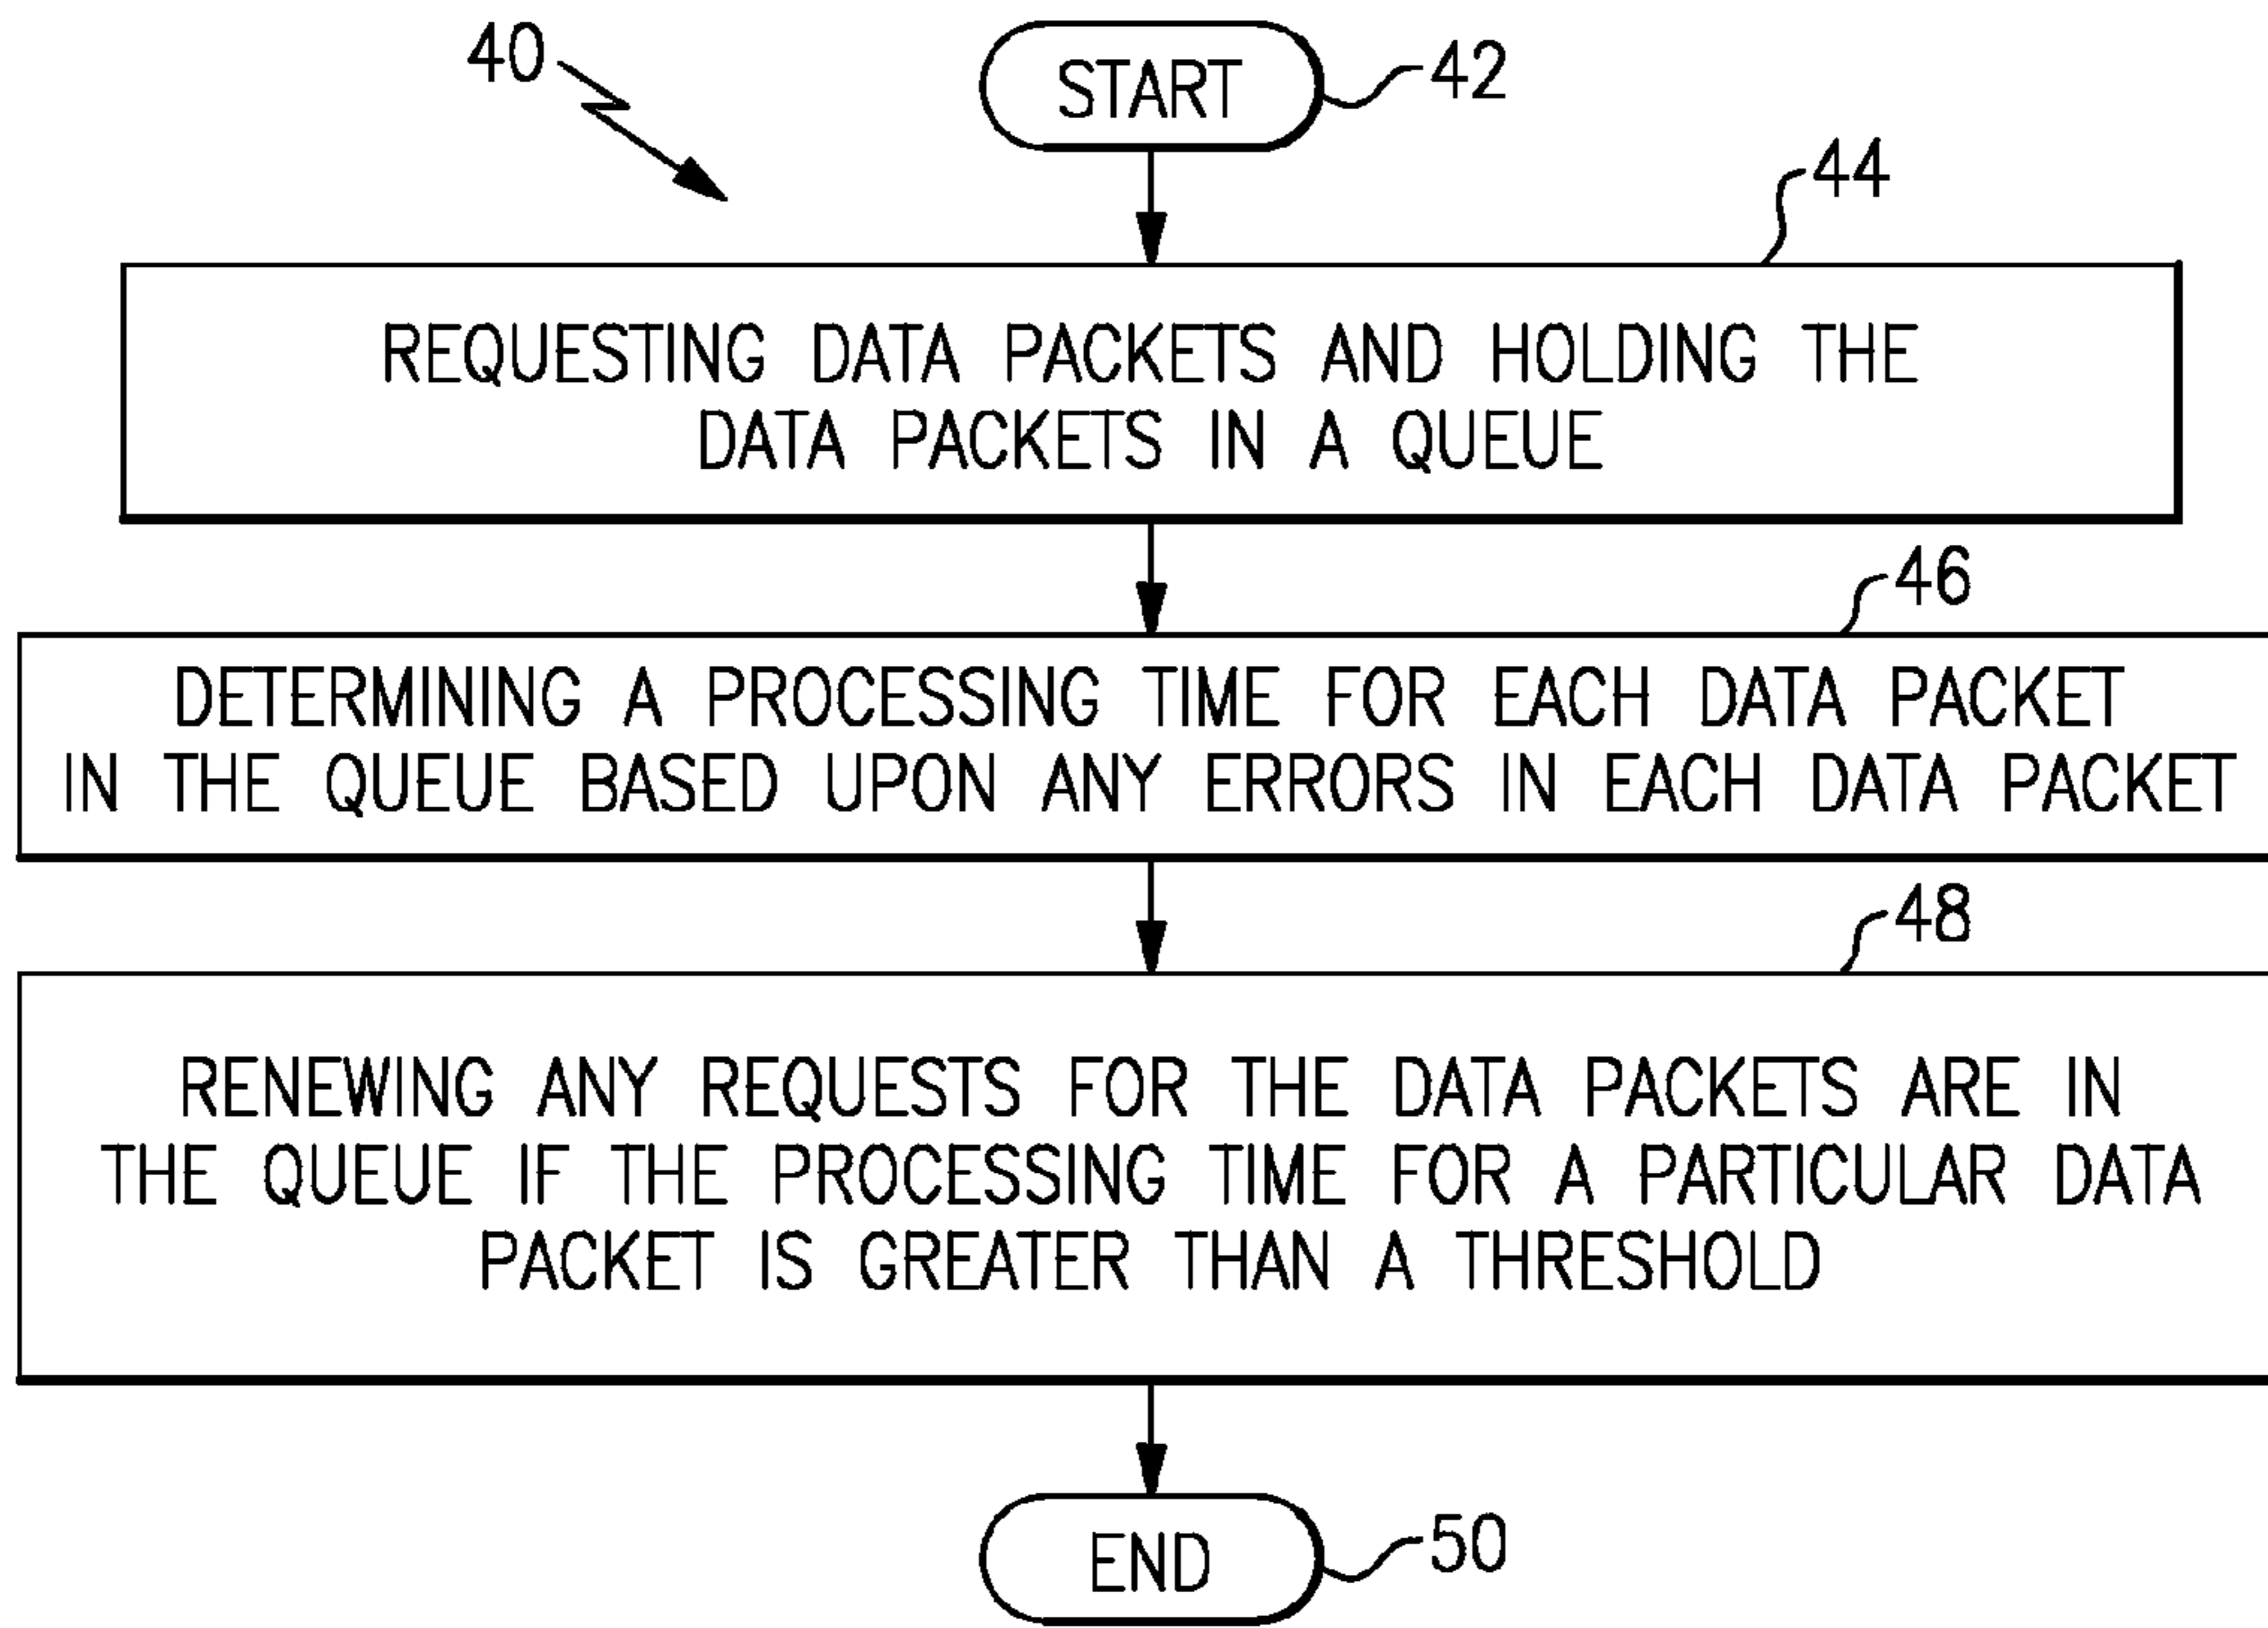 40
START
42
44
REQUESTING DATA PACKETS AND HOLDING THE
DATA PACKETS IN A QUEUE
46
DETERMINING A PROCESSING TIME FOR EACH DATA PACKET
IN THE QUEUE BASED UPON ANY ERRORS IN EACH DATA PACKET
48
RENEWING ANY REQUESTS FOR THE DATA PACKETS ARE IN
THE QUEUE IF THE PROCESSING TIME FOR A PARTICULAR DATA
PACKET IS GREATER THAN A THRESHOLD
END
50